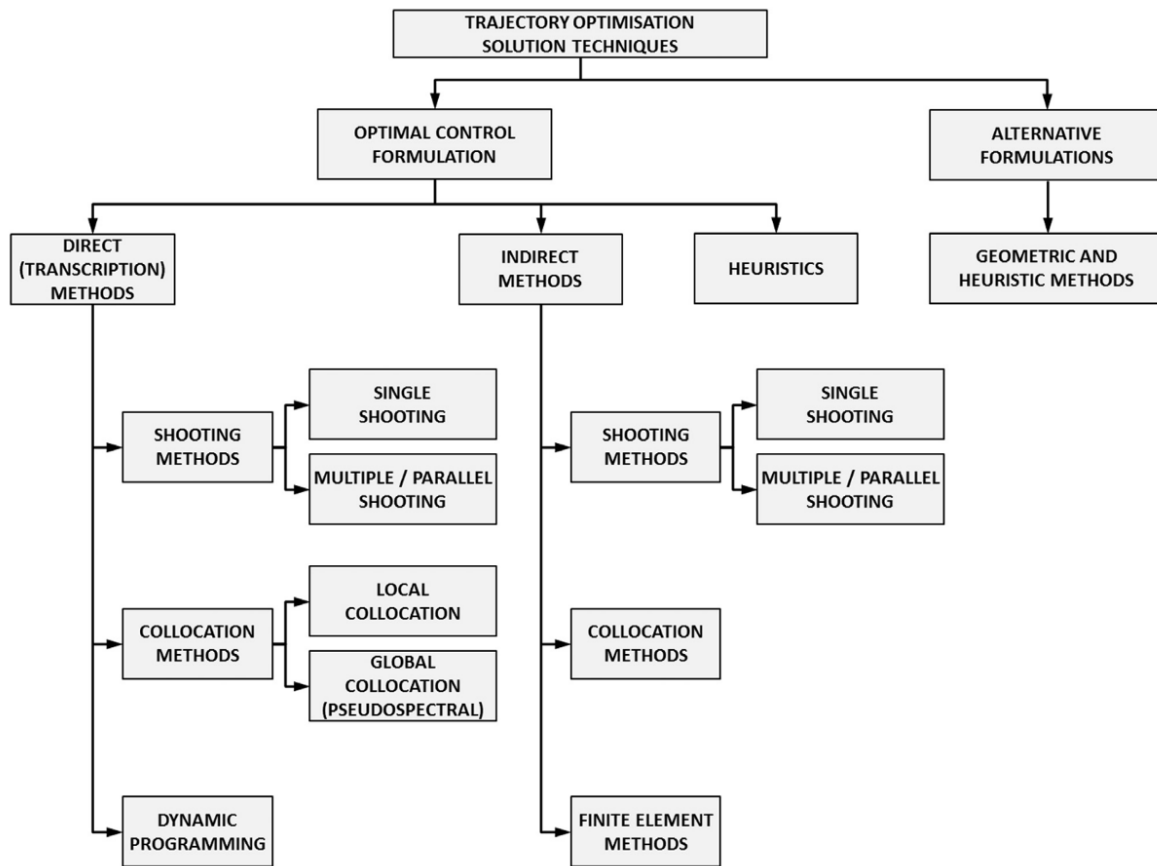 TRAJECTORY OPTIMISATION
SOLUTION TECHNIQUES
OPTIMAL CONTROL
FORMULATION
ALTERNATIVE
FORMULATIONS
DIRECT
(TRANSCRIPTION)
METHODS
INDIRECT
METHODS
HEURISTICS
GEOMETRIC AND
HEURISTIC METHODS
SHOOTING
METHODS
SINGLE
SHOOTING
MULTIPLE / PARALLEL
SHOOTING
SHOOTING
METHODS
SINGLE
SHOOTING
MULTIPLE / PARALLEL
SHOOTING
COLLOCATION
METHODS
LOCAL
COLLOCATION
GLOBAL
COLLOCATION
(PSEUDOSPECTRAL)
COLLOCATION
METHODS
DYNAMIC
PROGRAMMING
FINITE ELEMENT
METHODS